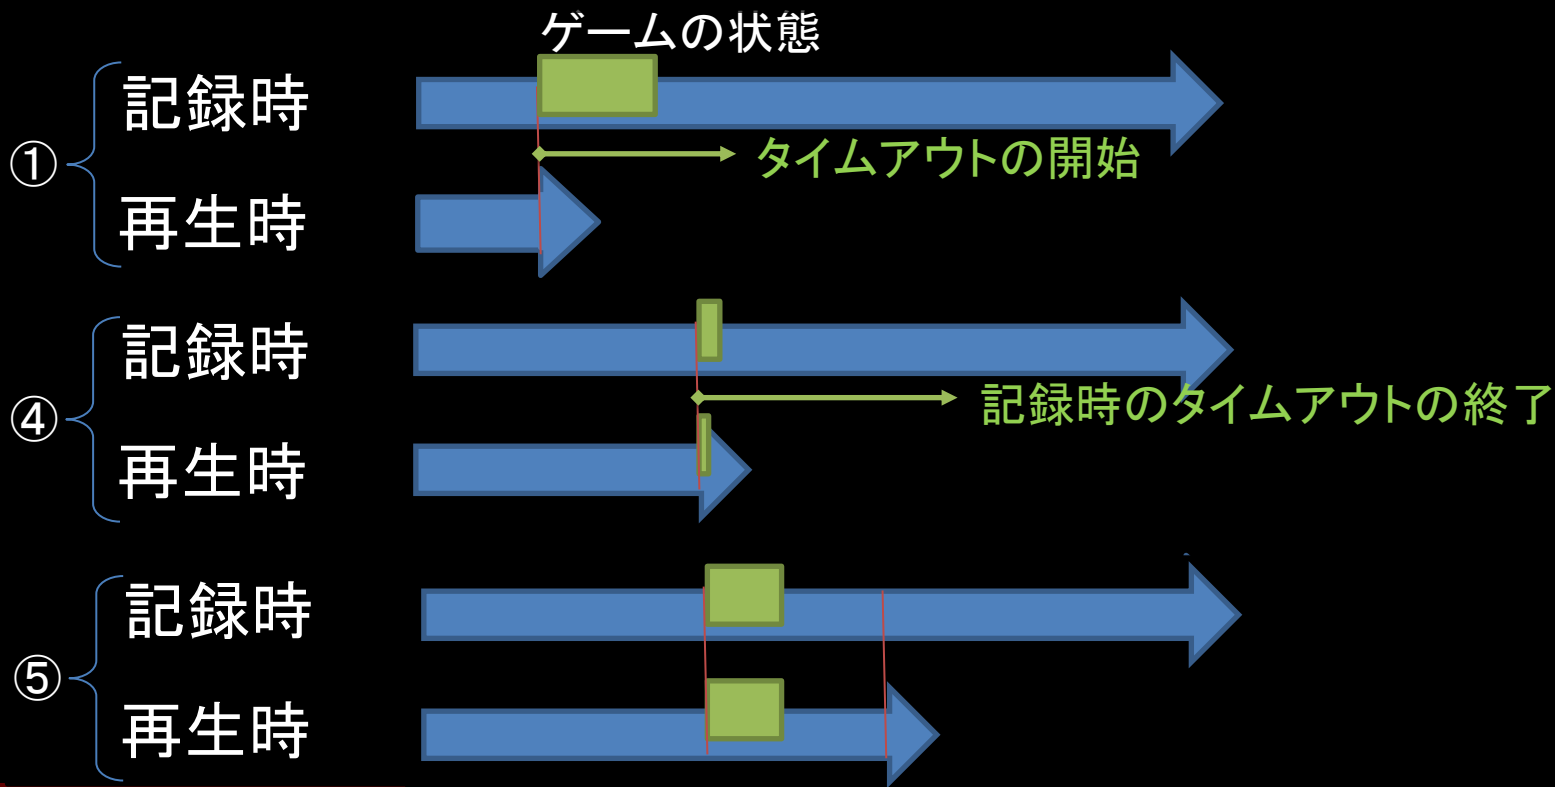 ゲームの状態
①
記録時
タイムアウトの開始
再生時
④
記録時
記録時のタイムアウトの終了
再生時
⑤
記録時
再生時